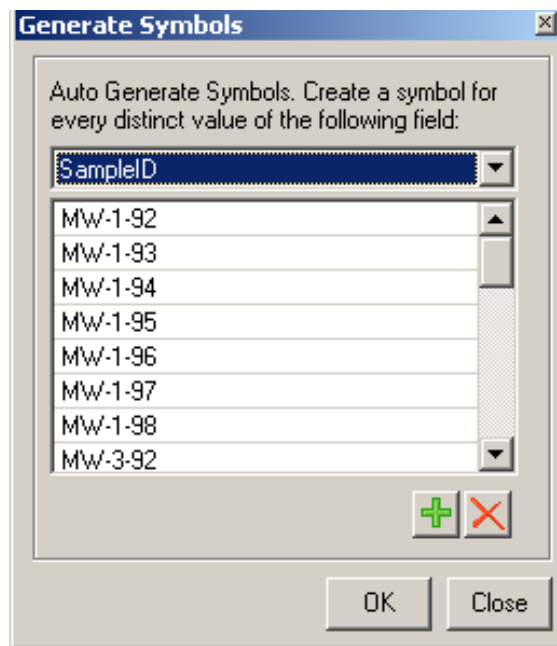 Generate Symbols
Auto Generate Symbols. Create a symbol for
every distinct value of the following field:
SampleID
MW-1-92
MW-1-93
MW-1-94
MW-1-95
MW-1-96
MW-1-97
MW-1-98
MW-3-92
OK Close